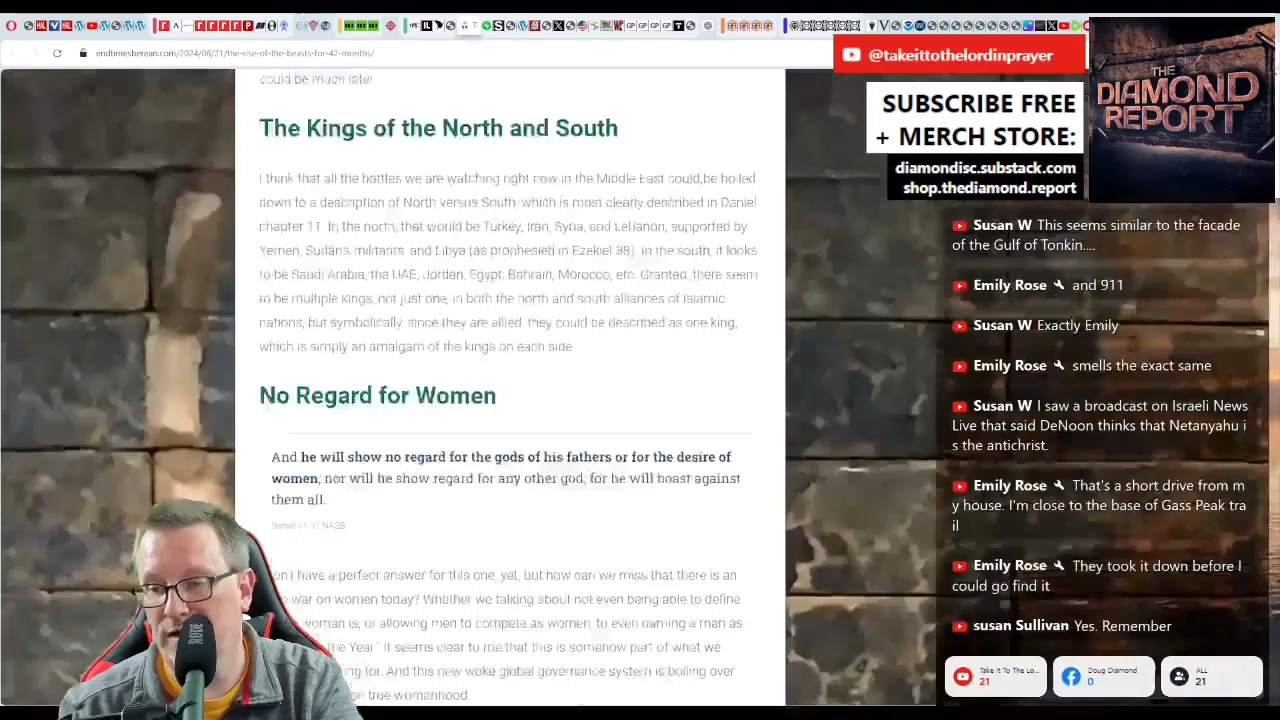 endtimesberean.com/2024/06/21/the-rise-of-the-beasts-for-42-months/
could be much later
The Kings of the North and South
I think that all the battles we are watching right now in the Middle East could be boiled
down to a description of North versus South, which is most clearly described in Daniel
chapter 11. In the north, that would be Turkey, Iran, Syria, and Lebanon, supported by
Yemen, Sudan's militants, and Libya (as prophesied in Ezekiel 38). In the south, it looks
to be Saudi Arabia, the UAE, Jorden, Egypt, Bahrain, Morocco, etc. Granted, there seem
to be multiple kings, not just one, in both the north and south alliances of Islamic
nations, but symbolically, since they are allied, they could be described as one king,
which is simply an amalgam of the kings on each side
No Regard for Women
And he will show no regard for the gods of his fathers or for the desire of
women, nor will he show regard for any other god; for he will boast against
them all.
Daniel 11:37 NASB
have a perfect answer for this one, yet, but how can we miss that there is an
war on women today? Whether we talking about not even being able to define
woman is, or allowing men to compete as women, to even naming a man as
the Year" It seems clear to me that this is somehow part of what we
ing for. And this new woke global governance system is boiling over
on true womanhood.
RØDE
@takeittothelordinprayer
SUBSCRIBE FREE
+ MERCH STORE:
diamondisc.substack.com
shop.thediamond.report
THE
DIAMOND
REPORT
Susan W This seems similar to the facade
of the Gulf of Tonkin....
Emily Rose and 911
Susan W Exactly Emily
Emily Rose smells the exact same
Susan W I saw a broadcast on Israeli News
Live that said DeNoon thinks that Netanyahu i
s the antichrist.
Emily Rose That's a short drive from m
y house. I'm close to the base of Gass Peak tra
il
Emily Rose They took it down before I
could go find it
susan Sullivan Yes. Remember
Take It To The Lo...
21
Doug Diamond
0
ALL
21